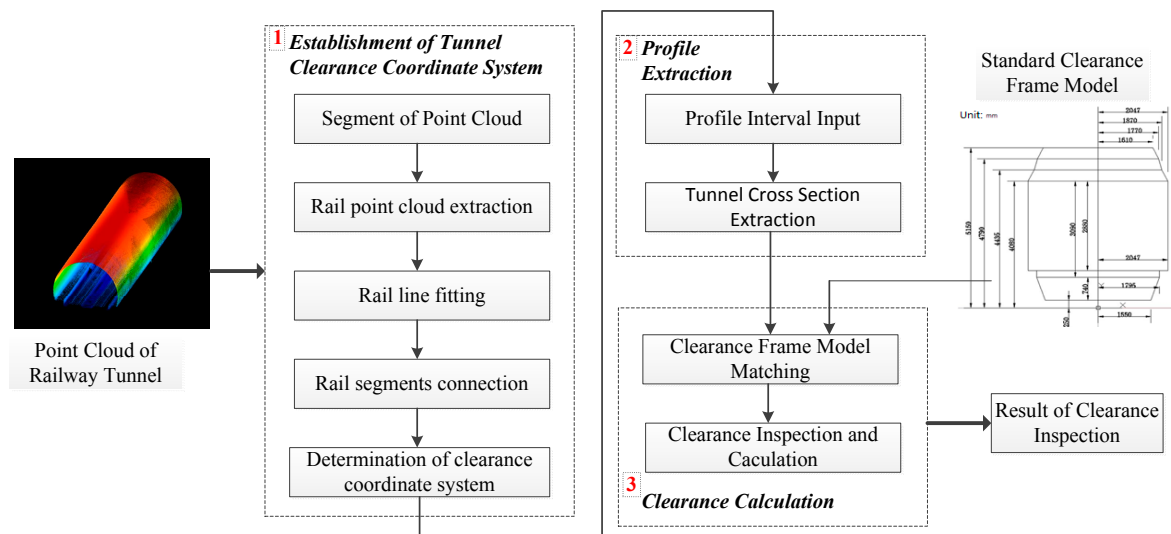 Point Cloud of
Railway Tunnel
1
Establishment of Tunnel
Clearance Coordinate System
Segment of Point Cloud
Rail point cloud extraction
Rail line fitting
Rail segments connection
Determination of clearance
coordinate system
2
Profile
Extraction
Profile Interval Input
Tunnel Cross Section
Extraction
Standard Clearance
Frame Model
Unit: mm
2047
1870
1770
1610
5150
4790
4435
4080
3090
2880
2047
740
1795
250
1550
Clearance Frame Model
Matching
Clearance Inspection and
Caculation
3
Clearance Calculation
Result of Clearance
Inspection